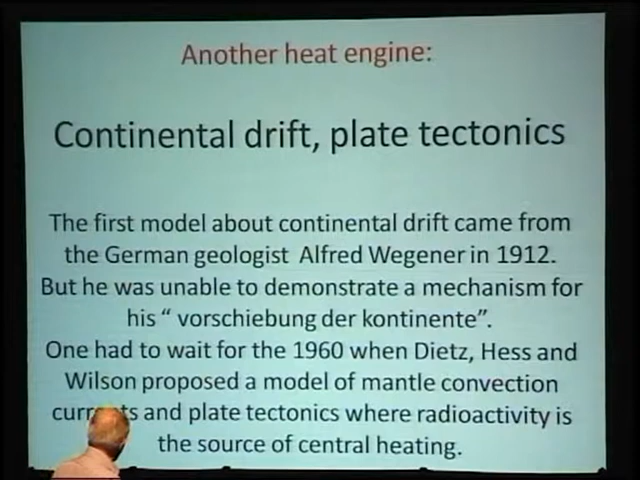 Another heat engine:
Continental drift, plate tectonics
The first model about continental drift came from
the German geologist Alfred Wegener in 1912.
But he was unable to demonstrate a mechanism for
his “ vorschiebung der kontinente”.
One had to wait for the 1960 when Dietz, Hess and
Wilson proposed a model of mantle convection
currents and plate tectonics where radioactivity is
the source of central heating.